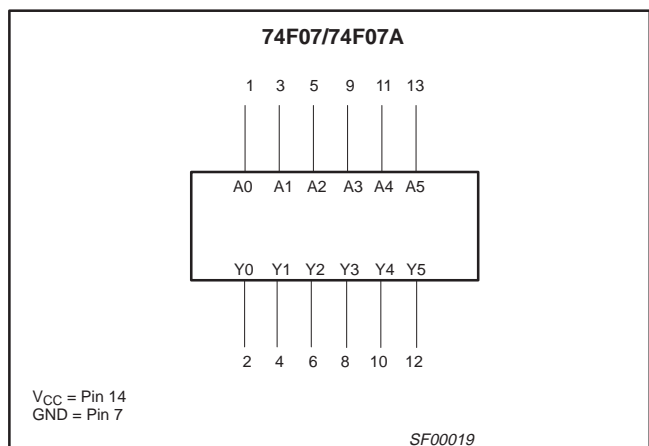 74F07/74F07A
1 3 5 9 11 13
A0 A1 A2 A3 A4 A5
Y0 Y1 Y2 Y3 Y4 Y5
2 4 6 8 10 12
VCC = Pin 14
GND = Pin 7
SF00019